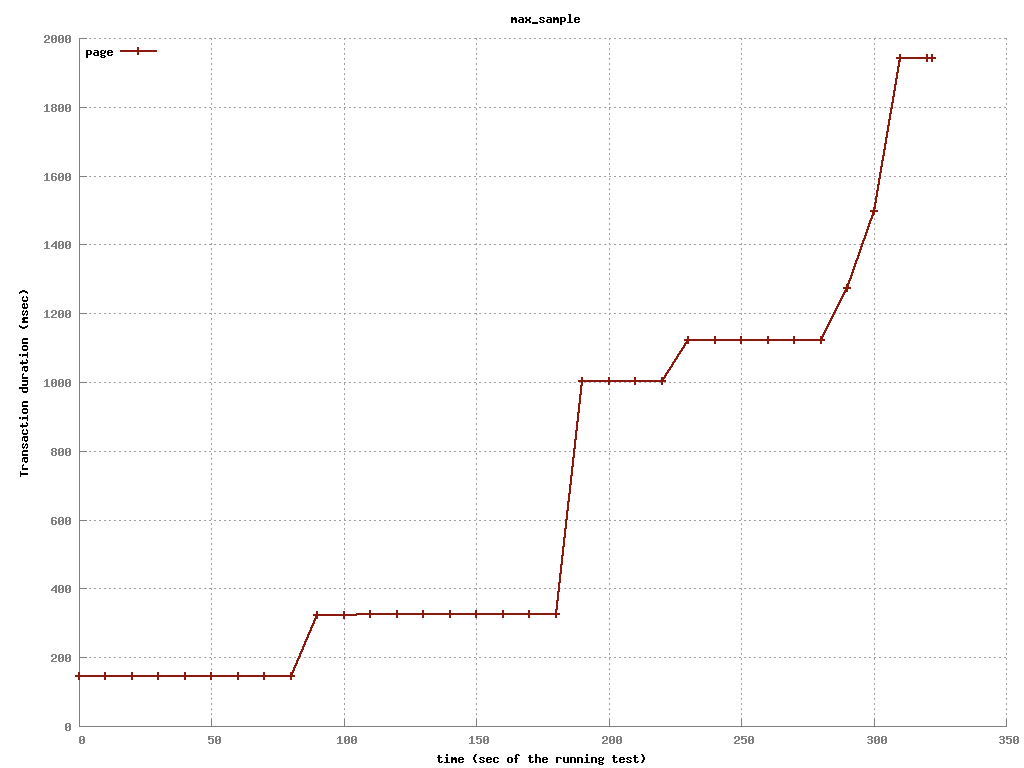 max_sample
page
2000
1800
1600
1400
1200
1000
800
600
400
200
0
Transaction duration (msec)
0 50 100 150 200 250 300 350
time (sec of the running test)